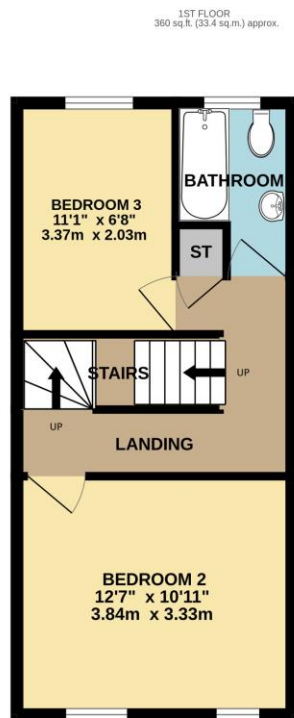 1ST FLOOR
360 sq.ft. (33.4 sq.m.) approx.
BEDROOM 3
11'1" x 6'8"
3.37m x 2.03m
BATHROOM
ST
STAIRS
UP
UP
LANDING
BEDROOM 2
12'7" x 10'11"
3.84m x 3.33m